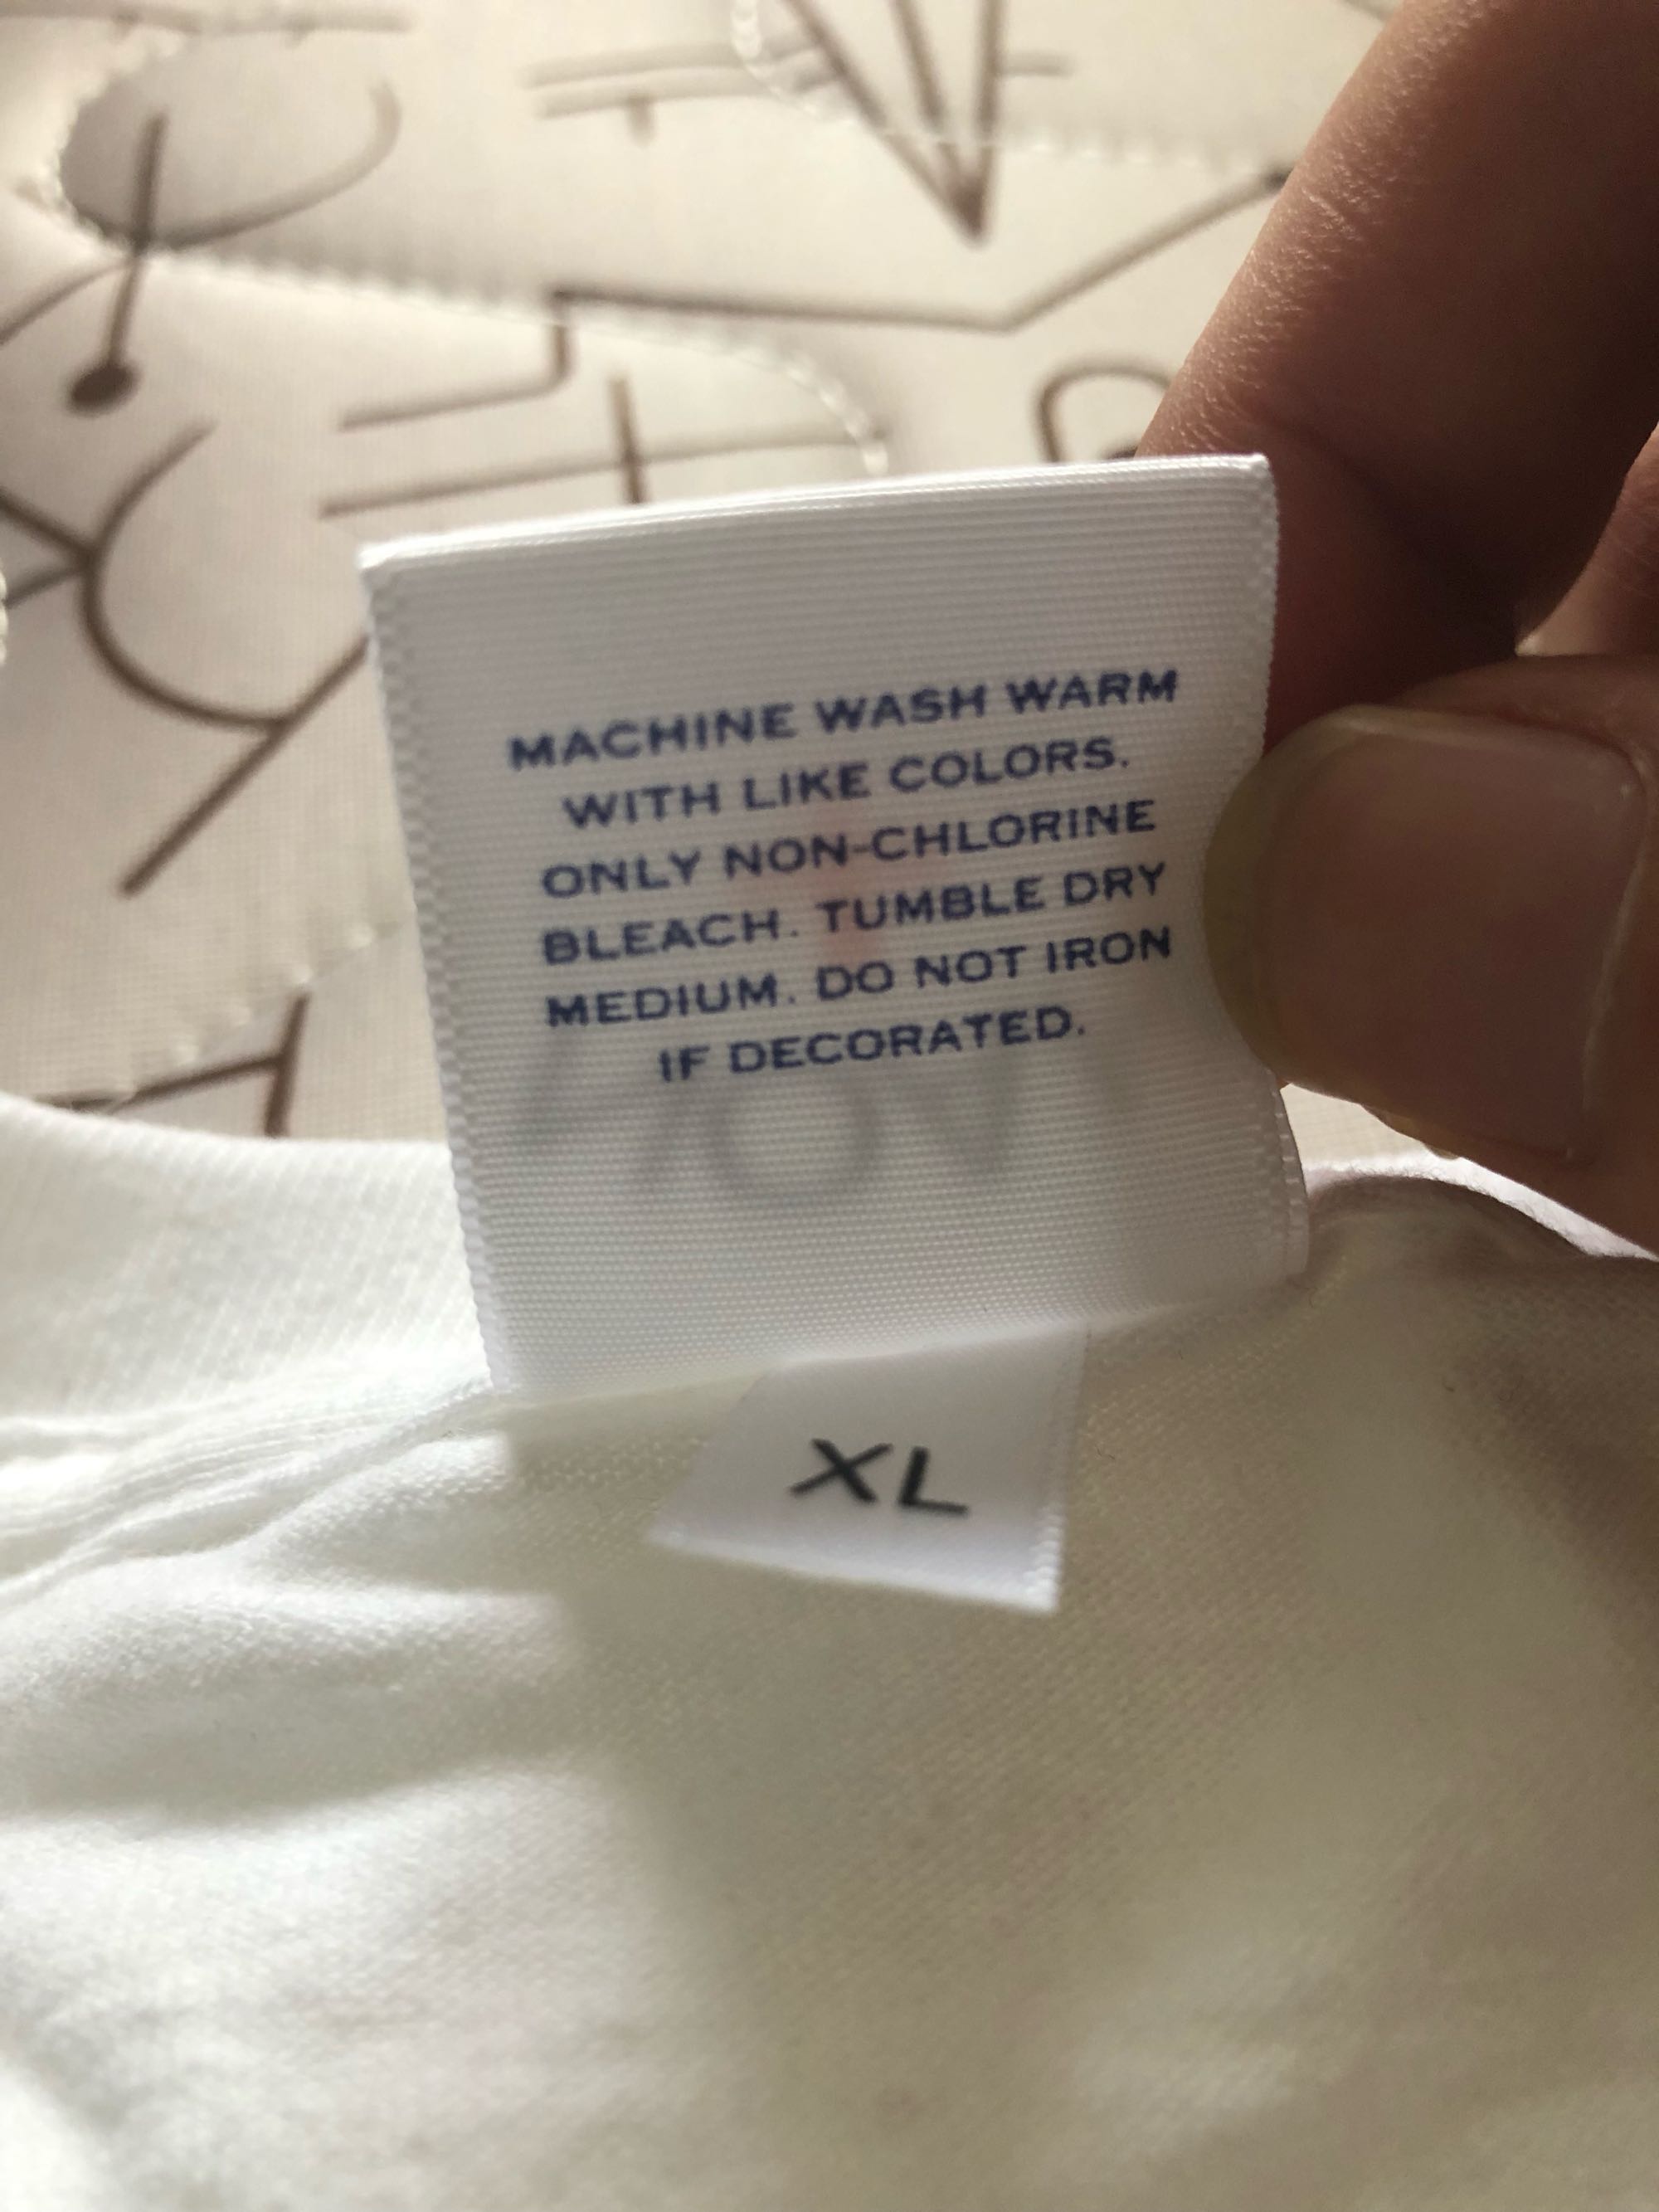 MACHINE WASH WARM
WITH LIKE COLORS.
ONLY NON-CHLORINE
BLEACH. TUMBLE DRY
MEDIUM. DO NOT IRON
IF DECORATED.
XL